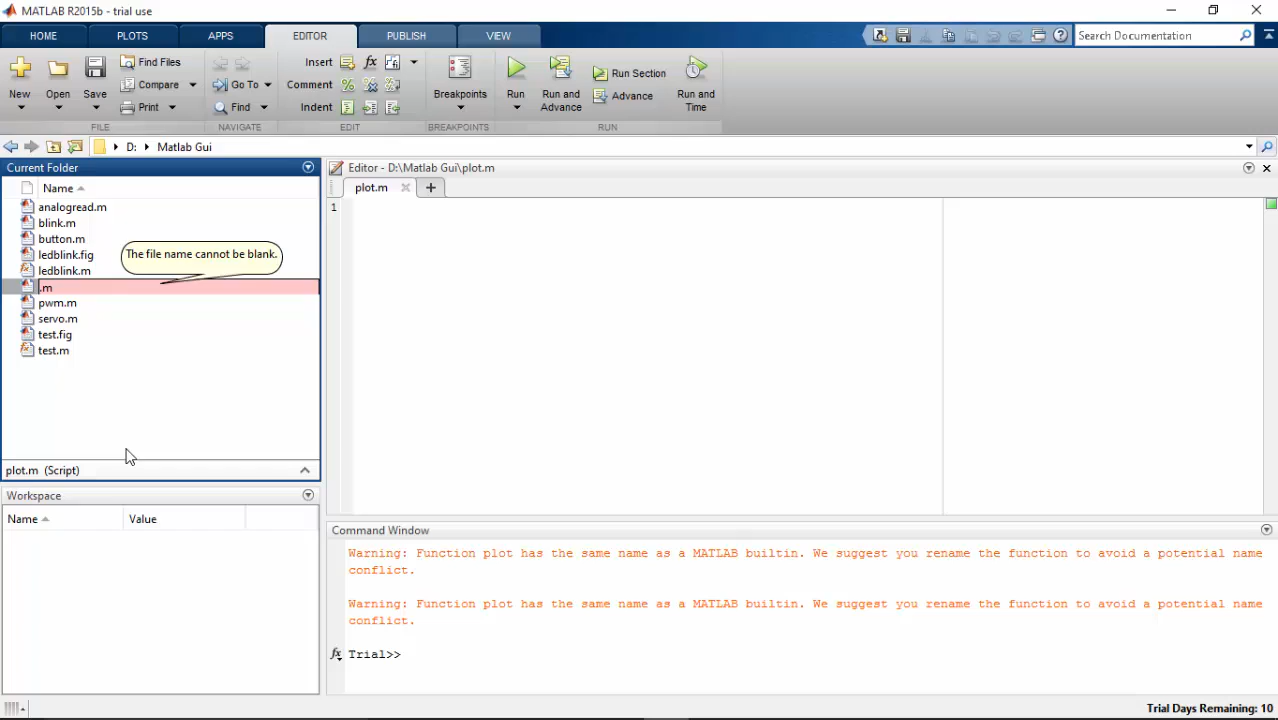 MATLAB R2015b - trial use
HOME PLOTS APPS EDITOR PUBLISH VIEW
Search Documentation
New
Open
Save
Find Files
Compare
Print
FILE
Go To
Find
NAVIGATE
Insert
Comment
Indent
EDIT
Breakpoints
BREAKPOINTS
Run
Run and Advance
Run Section
Advance
Run and Time
RUN
D: Matlab Gui
Current Folder
Name
analogread.m
blink.m
button.m
ledblink.fig
ledblink.m
.m
pwm.m
servo.m
test.fig
test.m
The file name cannot be blank.
plot.m (Script)
Workspace
Name Value
Editor - D:\Matlab Gui\plot.m
plot.m
1
Command Window
Warning: Function plot has the same name as a MATLAB builtin. We suggest you rename the function to avoid a potential name
conflict.
Warning: Function plot has the same name as a MATLAB builtin. We suggest you rename the function to avoid a potential name
conflict.
fx Trial>>
Trial Days Remaining: 10